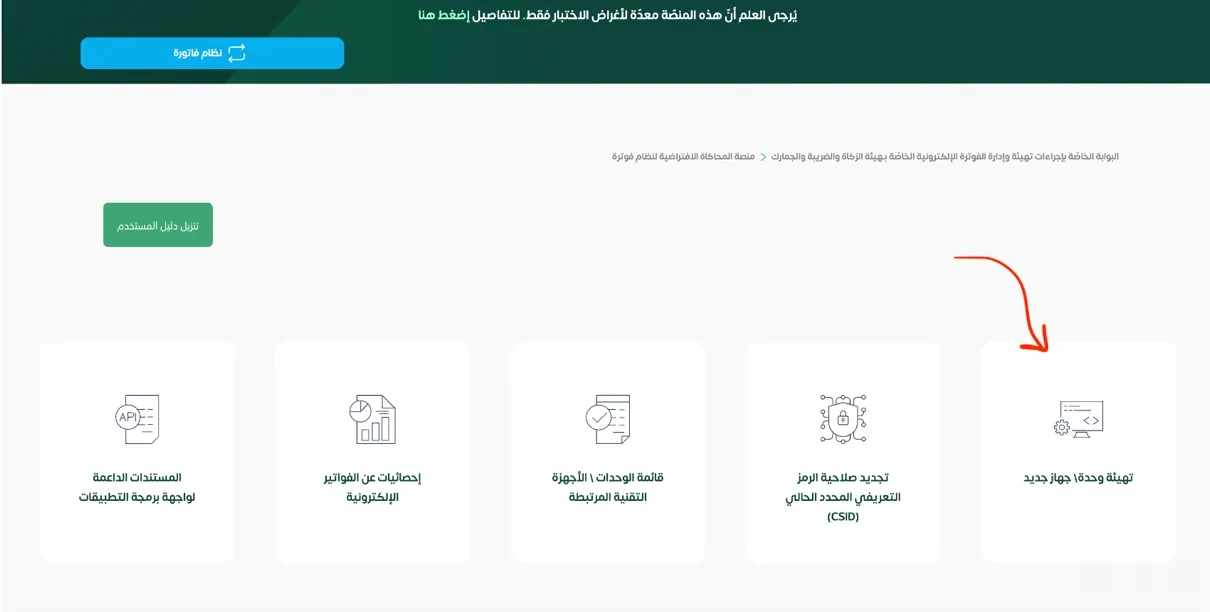 يُرجى العلم أنّ هذه المنصّة معدّة لأغراض الاختبار فقط. للتفاصيل إضغط هنا
نظام فاتورة
البوابة الخاصّة بإجراءات تهيئة وإدارة الفوترة الإلكترونية الخاصّة بهيئة الزكاة والضريبة والجمارك > منصة المحاكاة الافتراضية لنظام فوترة
تنزيل دليل المستخدم
تهيئة وحدة\ جهاز جديد
تجديد صلاحية الرمز
التعريفي المحدد الحالي
(CSID)
قائمة الوحدات \ الأجهزة
التقنية المرتبطة
إحصائيات عن الفواتير
الإلكترونية
API
المستندات الداعمة
لواجهة برمجة التطبيقات